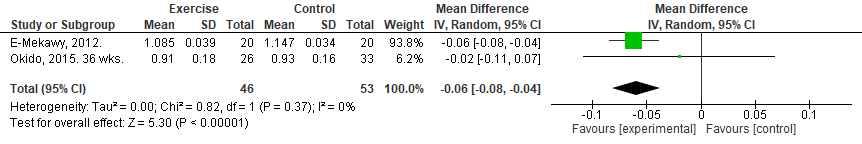 Exercise Control Mean Difference Mean Difference
Study or Subgroup Mean SD Total Mean SD Total Weight IV, Random, 95% CI IV, Random, 95% CI
E-Mekawy, 2012. 1.085 0.039 20 1.147 0.034 20 93.8% -0.06 [-0.08, -0.04]
Okido, 2015. 36 wks. 0.91 0.18 26 0.93 0.16 33 6.2% -0.02 [-0.11, 0.07]
Total (95% CI) 46 53 100.0% -0.06 [-0.08, -0.04]
Heterogeneity: Tau² = 0.00; Chi² = 0.82, df = 1 (P = 0.37); I² = 0%
Test for overall effect: Z = 5.30 (P < 0.00001)
-0.1 -0.05 0 0.05 0.1
Favours [experimental] Favours [control]